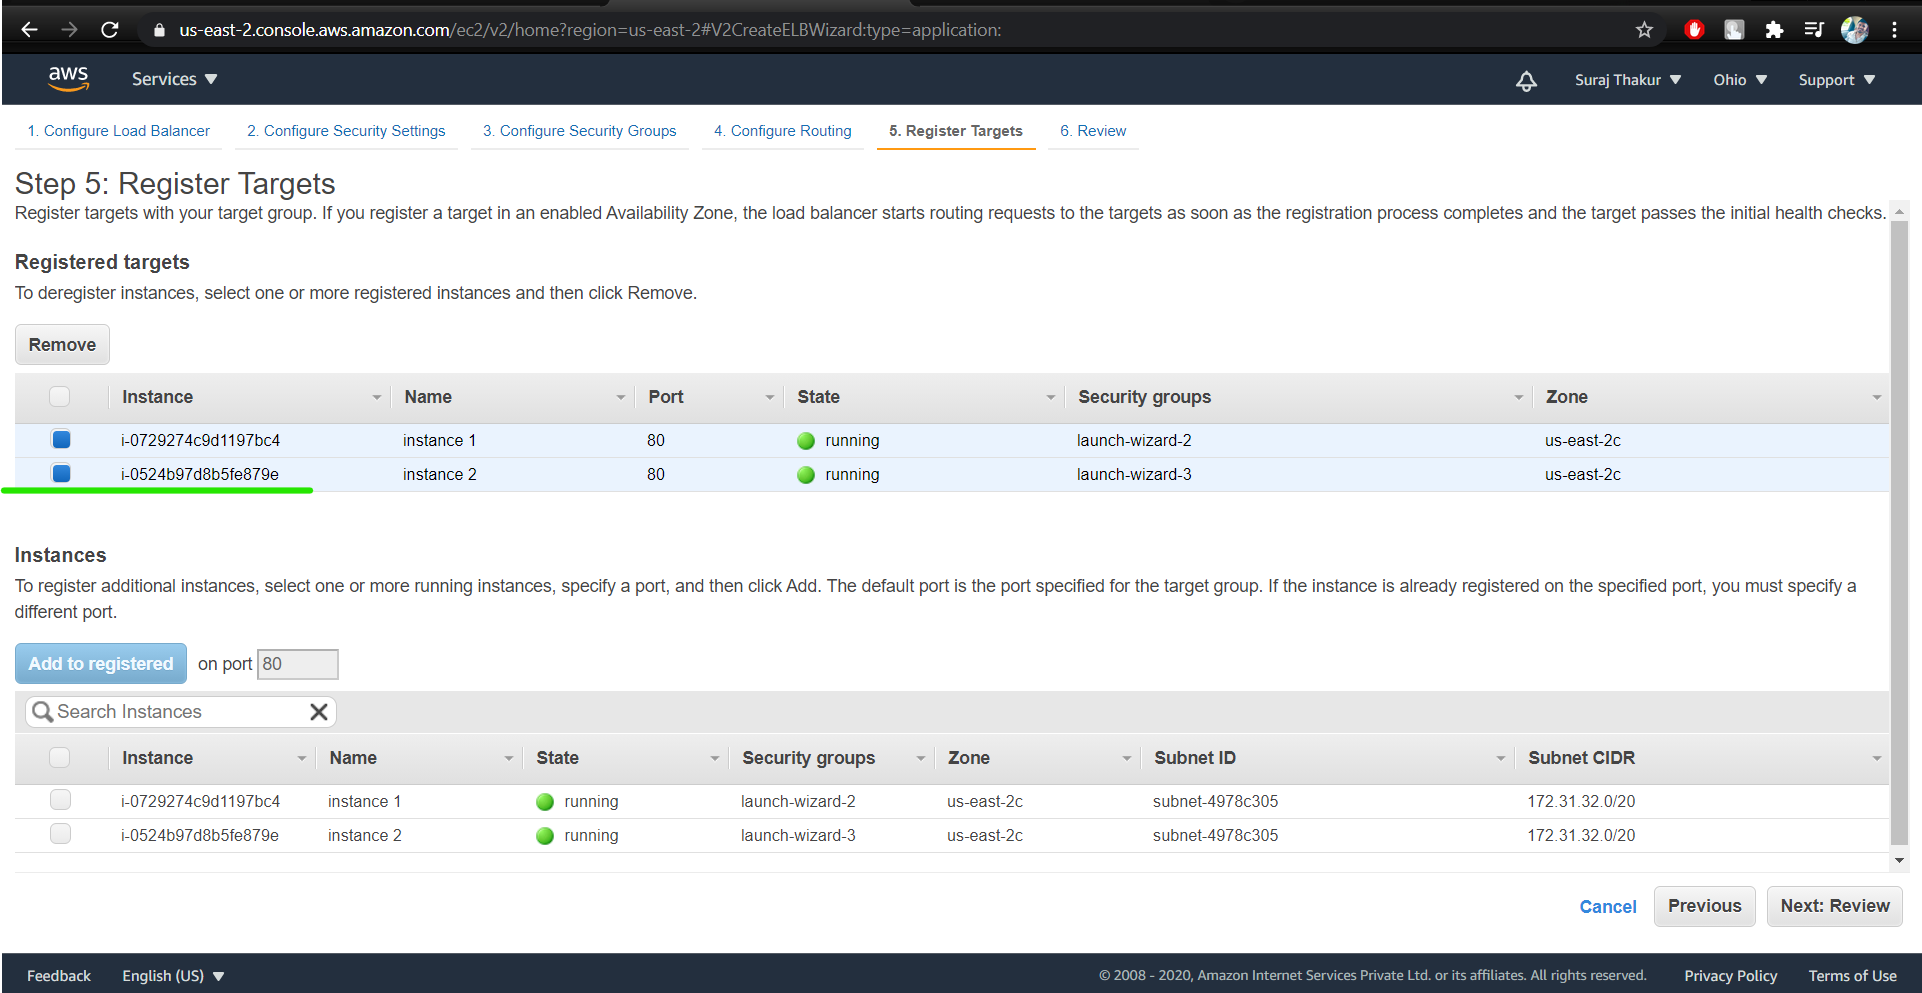 us-east-2.console.aws.amazon.com/ec2/v2/home?region=us-east-2#V2CreateELBWizard:type=application:
aws Services Suraj Thakur Ohio Support
1. Configure Load Balancer 2. Configure Security Settings 3. Configure Security Groups 4. Configure Routing 5. Register Targets 6. Review
Step 5: Register Targets
Register targets with your target group. If you register a target in an enabled Availability Zone, the load balancer starts routing requests to the targets as soon as the registration process completes and the target passes the initial health checks.
Registered targets
To deregister instances, select one or more registered instances and then click Remove.
Remove
Instance Name Port State Security groups Zone
i-0729274c9d1197bc4 instance 1 80 running launch-wizard-2 us-east-2c
i-0524b97d8b5fe879e instance 2 80 running launch-wizard-3 us-east-2c
Instances
To register additional instances, select one or more running instances, specify a port, and then click Add. The default port is the port specified for the target group. If the instance is already registered on the specified port, you must specify a
different port.
Add to registered on port 80
Search Instances
Instance Name State Security groups Zone Subnet ID Subnet CIDR
i-0729274c9d1197bc4 instance 1 running launch-wizard-2 us-east-2c subnet-4978c305 172.31.32.0/20
i-0524b97d8b5fe879e instance 2 running launch-wizard-3 us-east-2c subnet-4978c305 172.31.32.0/20
Cancel Previous Next: Review
Feedback English (US) © 2008 - 2020, Amazon Internet Services Private Ltd. or its affiliates. All rights reserved. Privacy Policy Terms of Use